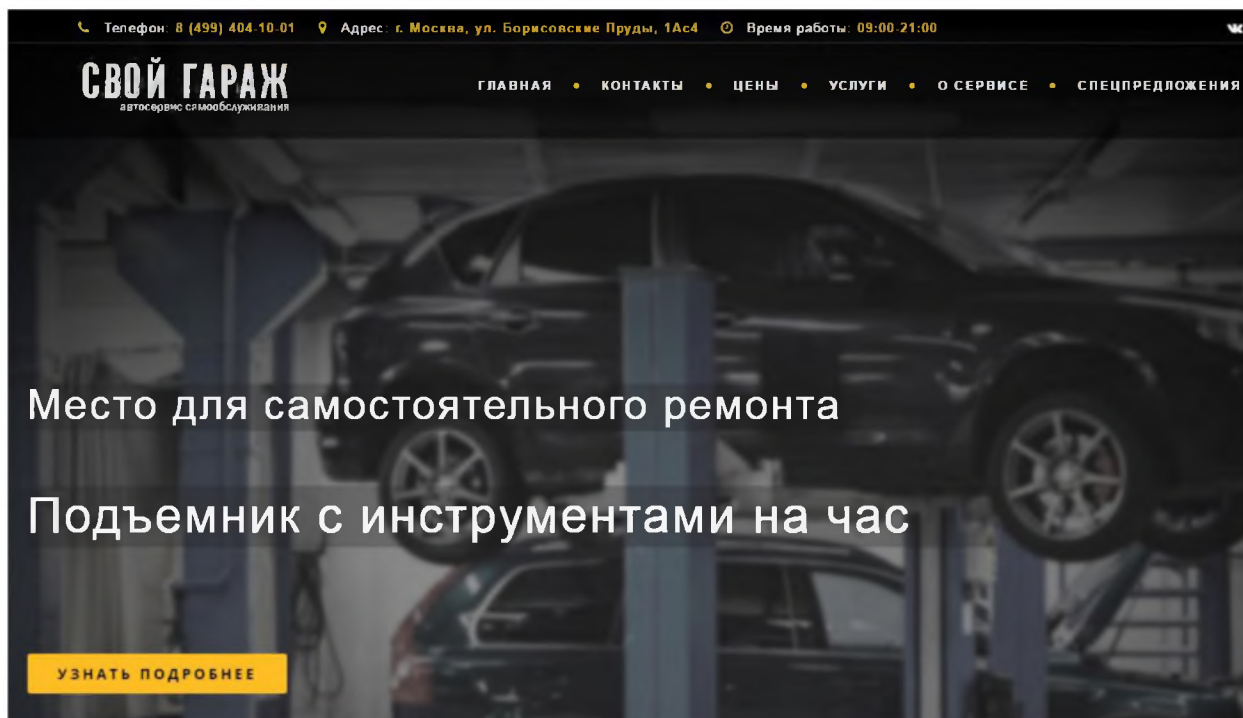 Телефон: 8 (499) 404-10-01 Адрес: г. Москва, ул. Борисовские Пруды, 1Ас4 Время работы: 09:00-21:00
СВОЙ ГАРАЖ
автосервис самообслуживания
ГЛАВНАЯ • КОНТАКТЫ • ЦЕНЫ • УСЛУГИ • О СЕРВИСЕ • СПЕЦПРЕДЛОЖЕНИЯ
Место для самостоятельного ремонта
Подъемник с инструментами на час
УЗНАТЬ ПОДРОБНЕЕ